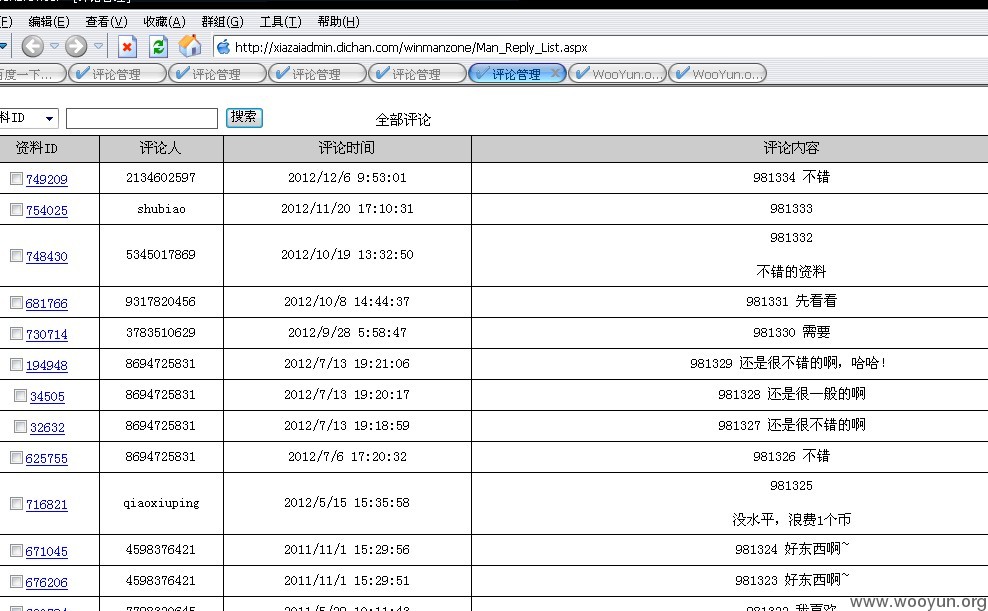 编辑(E) 查看(V) 收藏(A) 群组(G) 工具(T) 帮助(H)
http://xiazaiadmin.dichan.com/winmanzone/Man_Reply_List.aspx
百度一下... 评论管理 评论管理 评论管理 评论管理 评论管理 WooYun.o... WooYun.o...
料ID 搜索 全部评论
资料ID 评论人 评论时间 评论内容
749209 2134602597 2012/12/6 9:53:01 981334 不错
754025 shubiao 2012/11/20 17:10:31 981333
748430 5345017869 2012/10/19 13:32:50 981332
不错的资料
681766 9317820456 2012/10/8 14:44:37 981331 先看看
730714 3783510629 2012/9/28 5:58:47 981330 需要
194948 8694725831 2012/7/13 19:21:06 981329 还是很不错的啊，哈哈！
34505 8694725831 2012/7/13 19:20:17 981328 还是很一般的啊
32632 8694725831 2012/7/13 19:18:59 981327 还是很不错的啊
625755 8694725831 2012/7/6 17:20:32 981326 不错
716821 qiaoxiuping 2012/5/15 15:35:58 981325
没水平，浪费1个币
671045 4598376421 2011/11/1 15:29:56 981324 好东西啊~
676206 4598376421 2011/11/1 15:29:51 981323 好东西啊~
www.wooyun.org